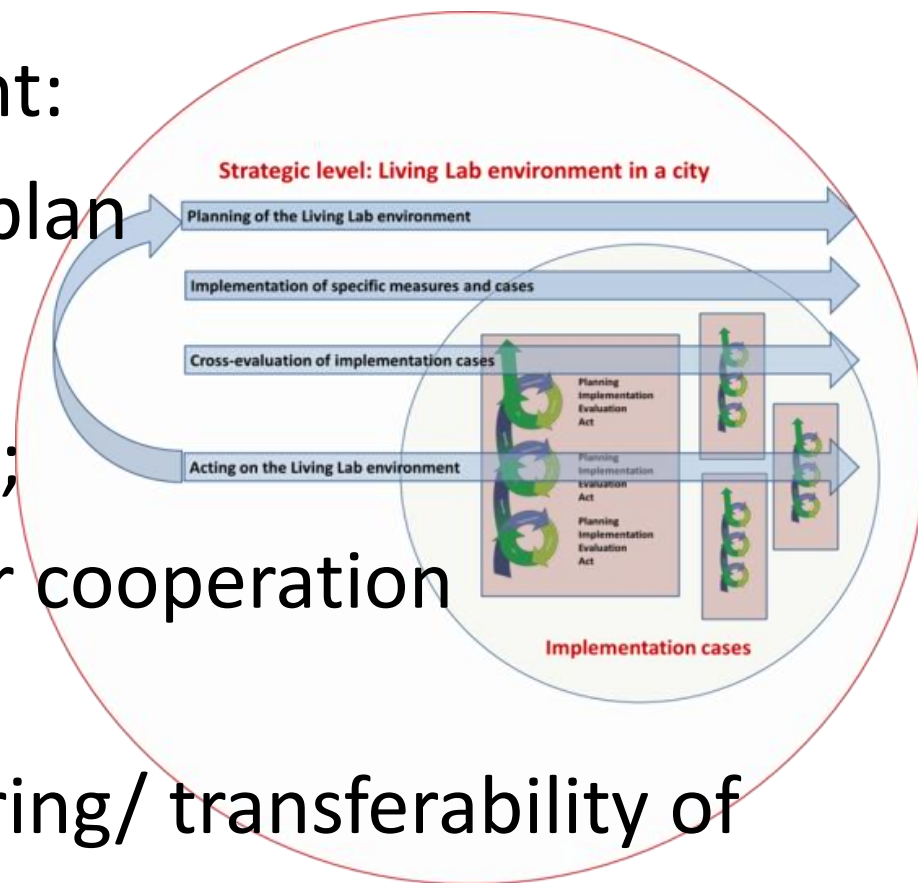 nt:
Strategic level: Living Lab environment in a city
plan
Planning of the Living Lab environment
Implementation of specific measures and cases
Cross-evaluation of implementation cases
Planning
Implementation
Evaluation
Act
;
Acting on the Living Lab environment
Planning
Implementation
Evaluation
Act
Planning
Implementation
Evaluation
Act
r cooperation
Implementation cases
ring/ transferability of